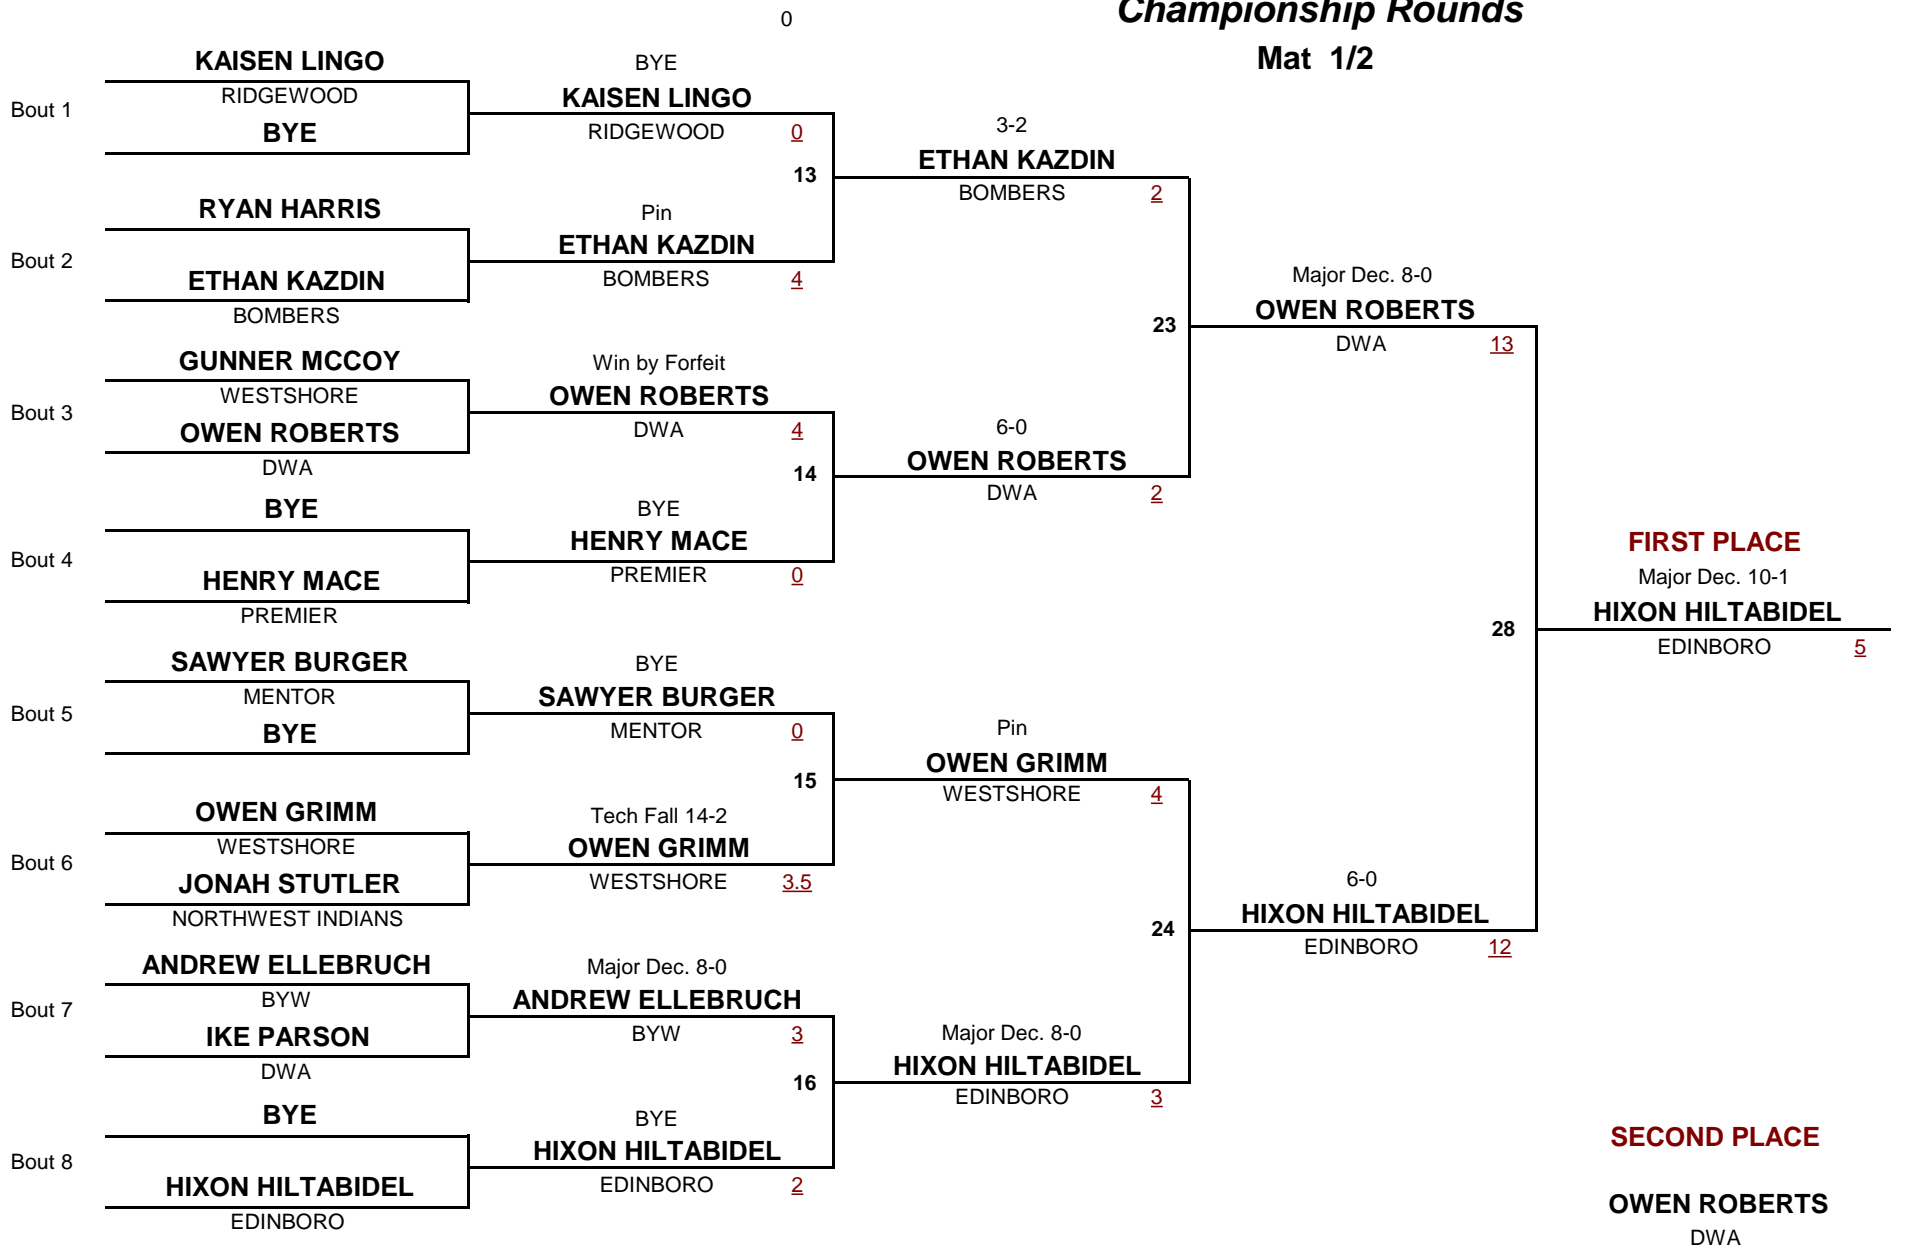 0
Championship Rounds
Mat 1/2
KAISEN LINGO
RIDGEWOOD
Bout 1
BYE
RYAN HARRIS
Bout 2
ETHAN KAZDIN
BOMBERS
GUNNER MCCOY
WESTSHORE
Bout 3
OWEN ROBERTS
DWA
BYE
Bout 4
HENRY MACE
PREMIER
SAWYER BURGER
MENTOR
Bout 5
BYE
OWEN GRIMM
WESTSHORE
Bout 6
JONAH STUTLER
NORTHWEST INDIANS
ANDREW ELLEBRUCH
BYW
Bout 7
IKE PARSON
DWA
BYE
Bout 8
HIXON HILTABIDEL
EDINBORO
BYE
KAISEN LINGO
RIDGEWOOD 0
13
Pin
ETHAN KAZDIN
BOMBERS 4
Win by Forfeit
OWEN ROBERTS
DWA 4
14
BYE
HENRY MACE
PREMIER 0
BYE
SAWYER BURGER
MENTOR 0
15
Tech Fall 14-2
OWEN GRIMM
WESTSHORE 3.5
Major Dec. 8-0
ANDREW ELLEBRUCH
BYW 3
16
BYE
HIXON HILTABIDEL
EDINBORO 2
3-2
ETHAN KAZDIN
BOMBERS 2
23
6-0
OWEN ROBERTS
DWA 2
Pin
OWEN GRIMM
WESTSHORE 4
24
Major Dec. 8-0
HIXON HILTABIDEL
EDINBORO 3
Major Dec. 8-0
OWEN ROBERTS
DWA 13
28
6-0
HIXON HILTABIDEL
EDINBORO 12
FIRST PLACE
Major Dec. 10-1
HIXON HILTABIDEL
EDINBORO 5
SECOND PLACE
OWEN ROBERTS
DWA